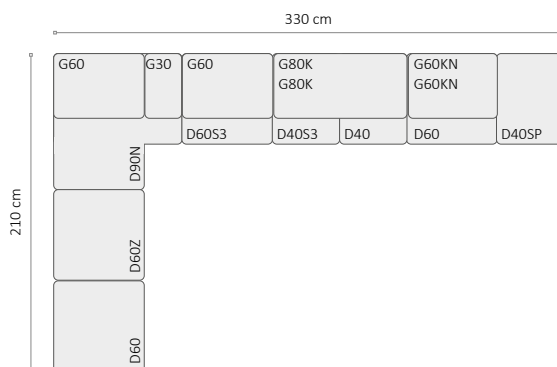 330 cm
G60
G30
G60
G80K
G80K
G60KN
G60KN
D60S3
D40S3
D40
D60
D40SP
D90N
210 cm
D60Z
D60